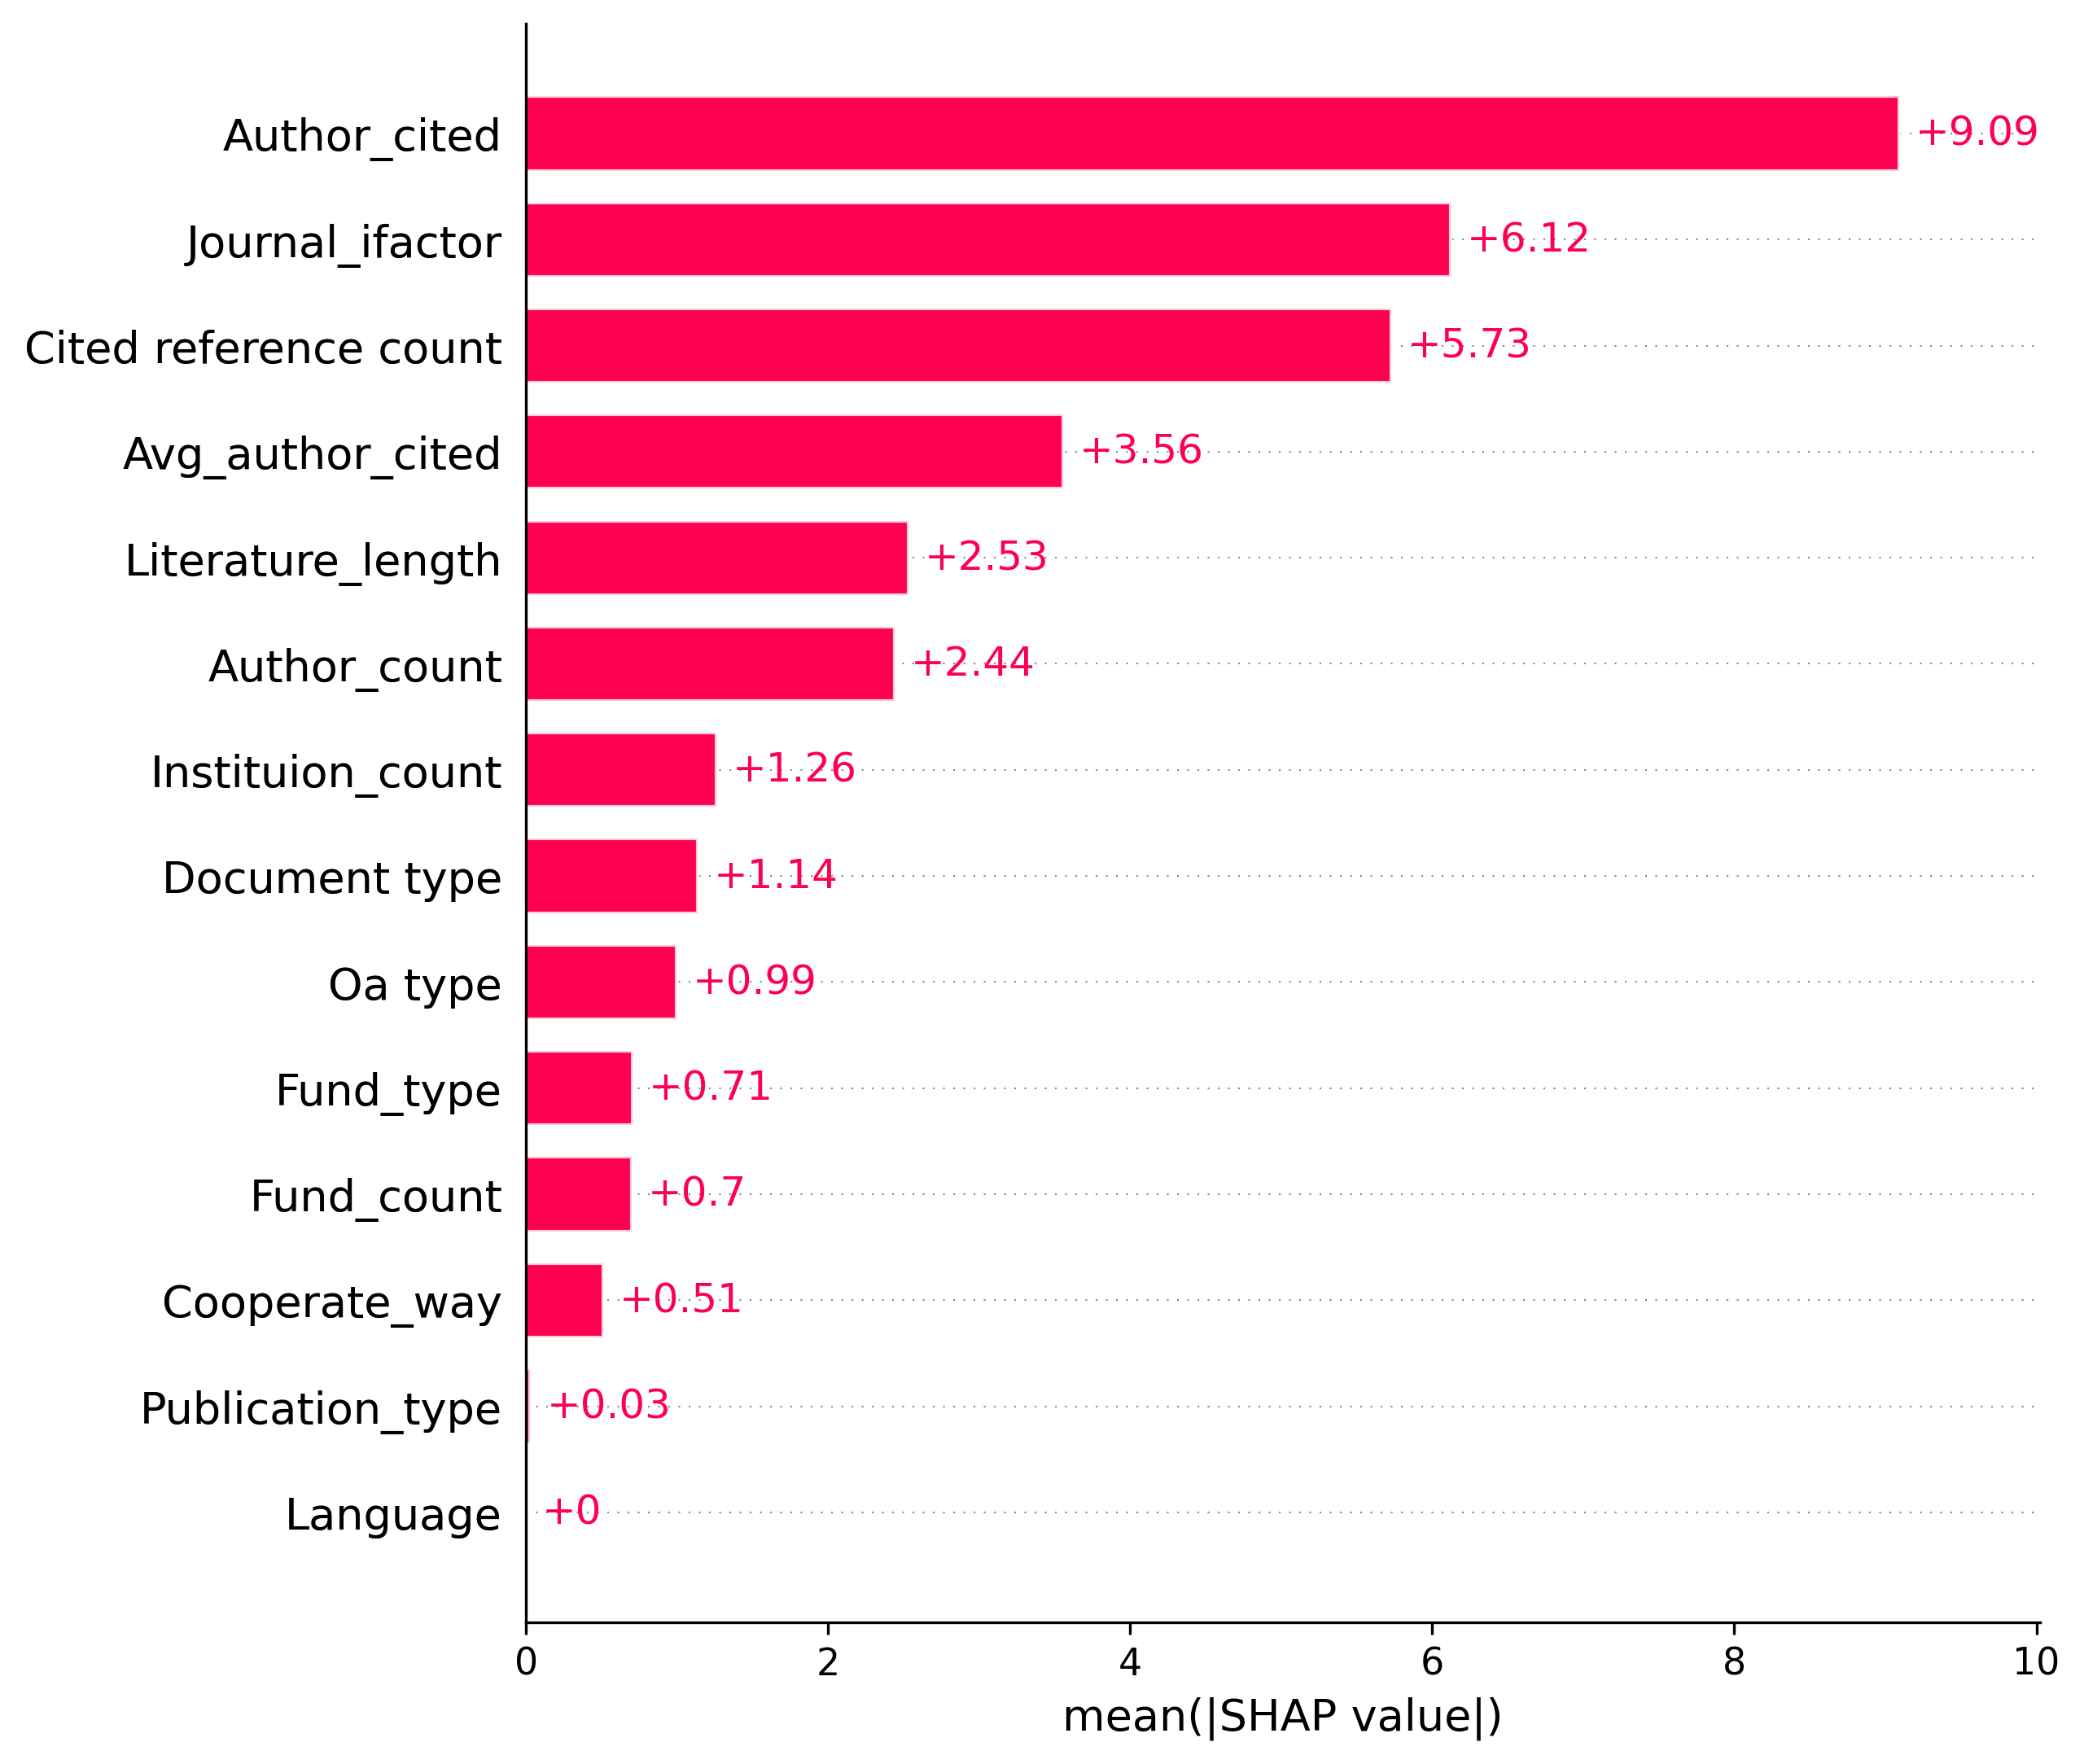 Author_cited +9.09
Journal_ifactor +6.12
Cited reference count +5.73
Avg_author_cited +3.56
Literature_length +2.53
Author_count +2.44
Instituion_count +1.26
Document type +1.14
Oa type +0.99
Fund_type +0.71
Fund_count +0.7
Cooperate_way +0.51
Publication_type +0.03
Language +0
0 2 4 6 8 10
mean(|SHAP value|)